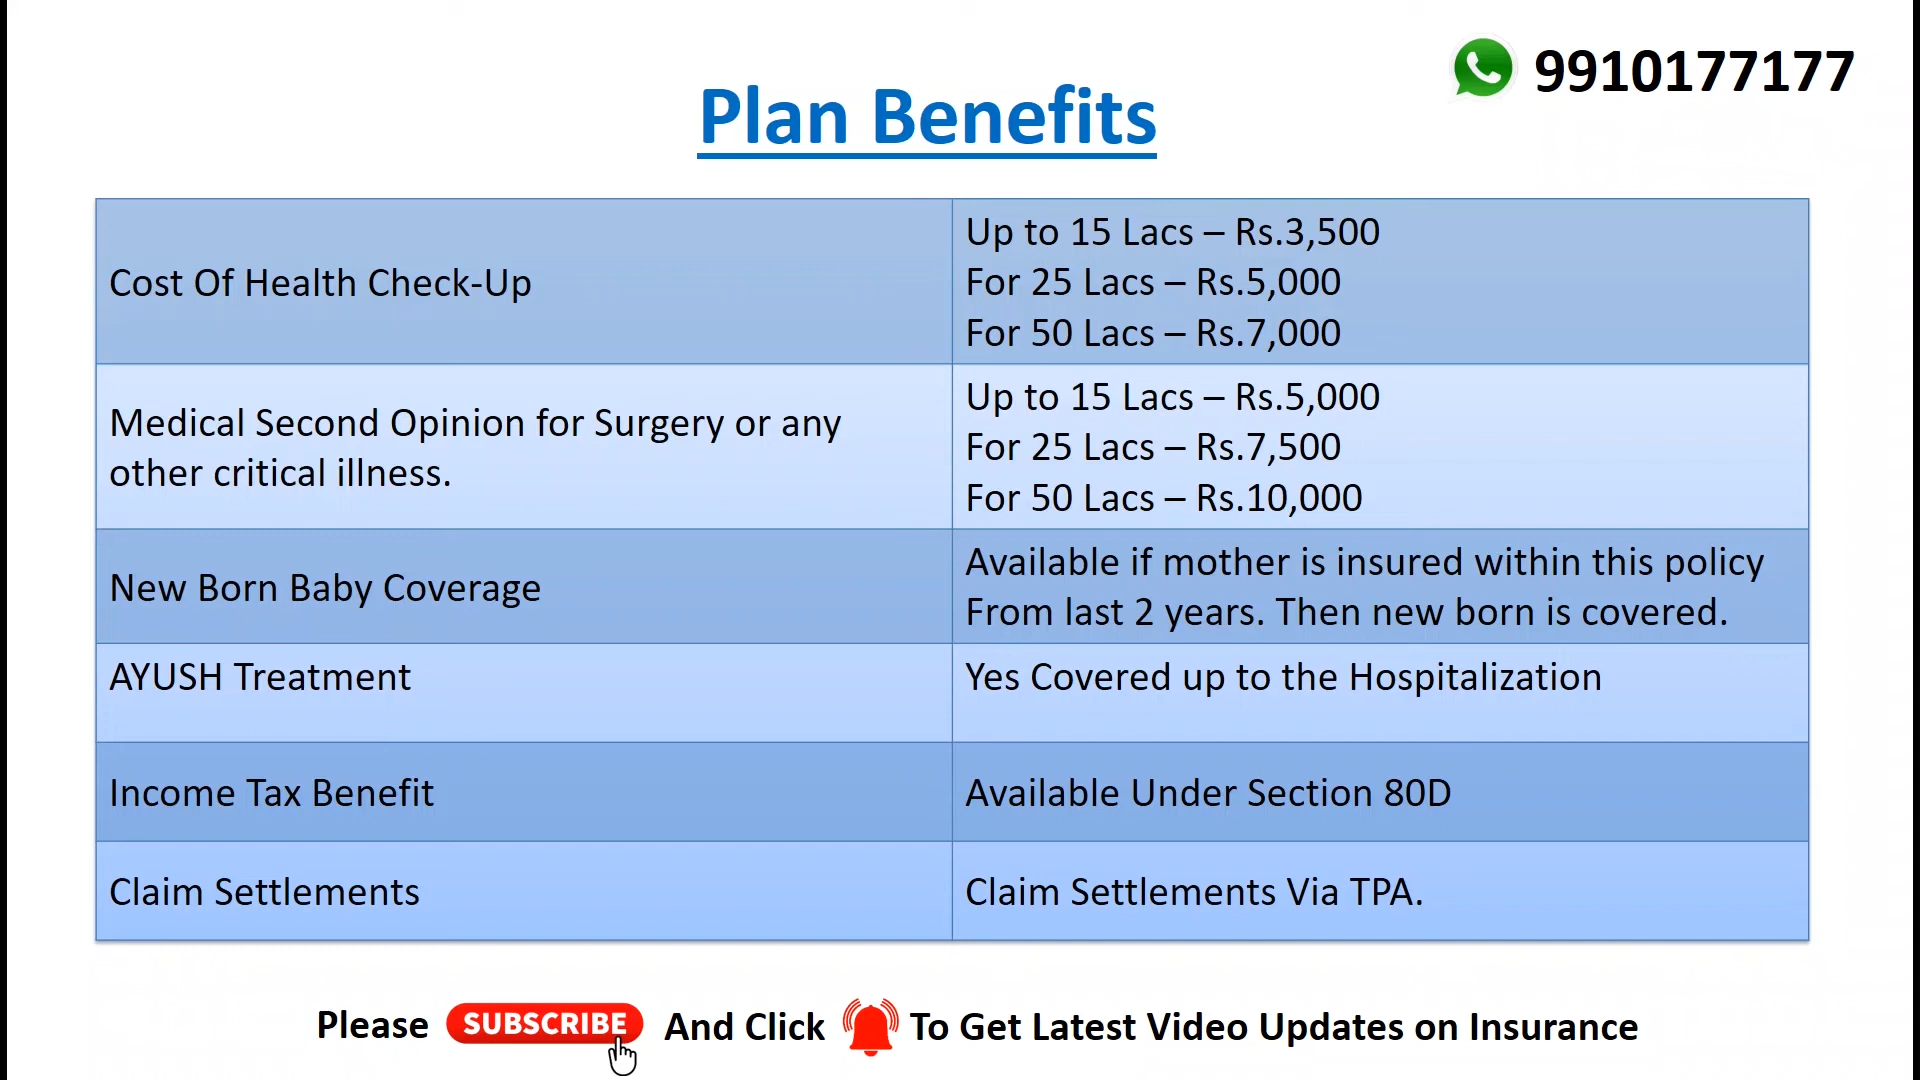 9910177177
Plan Benefits
Cost Of Health Check-Up
Up to 15 Lacs – Rs.3,500
For 25 Lacs – Rs.5,000
For 50 Lacs – Rs.7,000
Medical Second Opinion for Surgery or any
other critical illness.
Up to 15 Lacs – Rs.5,000
For 25 Lacs – Rs.7,500
For 50 Lacs – Rs.10,000
New Born Baby Coverage
Available if mother is insured within this policy
From last 2 years. Then new born is covered.
AYUSH Treatment
Yes Covered up to the Hospitalization
Income Tax Benefit
Available Under Section 80D
Claim Settlements
Claim Settlements Via TPA.
Please SUBSCRIBE And Click To Get Latest Video Updates on Insurance